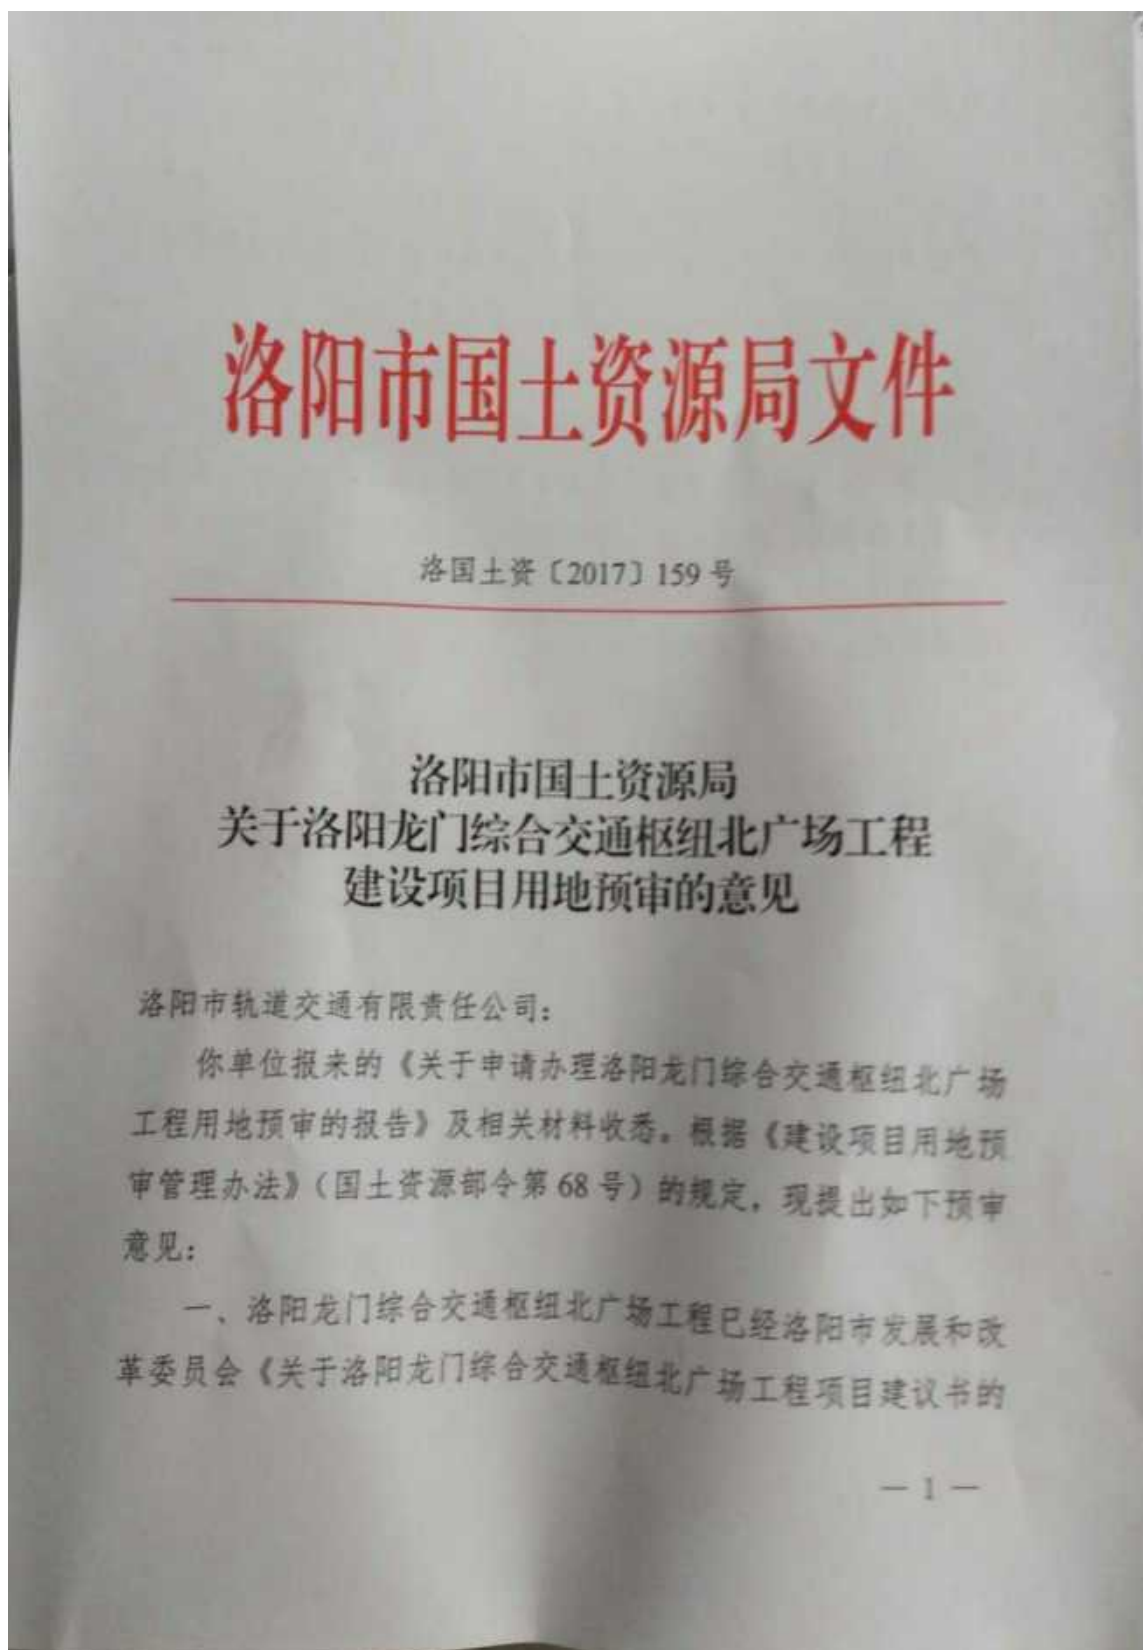 洛阳市国土资源局文件
洛国土资〔2017〕159号
洛阳市国土资源局
关于洛阳龙门综合交通枢纽北广场工程
建设项目用地预审的意见
洛阳市轨道交通有限责任公司:
你单位报来的《关于申请办理洛阳龙门综合交通枢纽北广场
工程用地预审的报告》及相关材料收悉。根据《建设项目用地预
审管理办法》(国土资源部令第68号)的规定,现提出如下预审
意见:
一、洛阳龙门综合交通枢纽北广场工程已经洛阳市发展和改
革委员会《关于洛阳龙门综合交通枢纽北广场工程项目建议书的
— 1 —